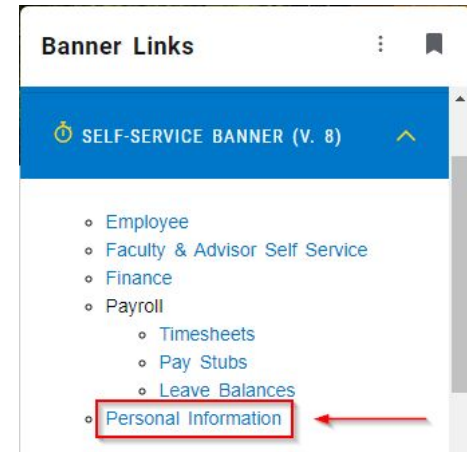 Banner Links
SELF-SERVICE BANNER (V. 8)
Employee
Faculty & Advisor Self Service
Finance
Payroll
Timesheets
Pay Stubs
Leave Balances
Personal Information